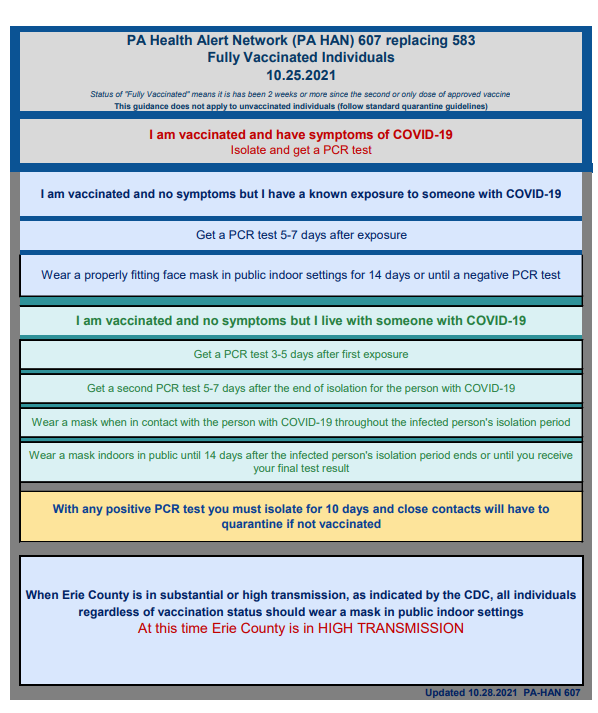 PA Health Alert Network (PA HAN) 607 replacing 583
Fully Vaccinated Individuals
10.25.2021
Status of "Fully Vaccinated" means it is has been 2 weeks or more since the second or only dose of approved vaccine
This guidance does not apply to unvaccinated individuals (follow standard quarantine guidelines)
I am vaccinated and have symptoms of COVID-19
Isolate and get a PCR test
I am vaccinated and no symptoms but I have a known exposure to someone with COVID-19
Get a PCR test 5-7 days after exposure
Wear a properly fitting face mask in public indoor settings for 14 days or until a negative PCR test
I am vaccinated and no symptoms but I live with someone with COVID-19
Get a PCR test 3-5 days after first exposure
Get a second PCR test 5-7 days after the end of isolation for the person with COVID-19
Wear a mask when in contact with the person with COVID-19 throughout the infected person's isolation period
Wear a mask indoors in public until 14 days after the infected person's isolation period ends or until you receive
your final test result
With any positive PCR test you must isolate for 10 days and close contacts will have to
quarantine if not vaccinated
When Erie County is in substantial or high transmission, as indicated by the CDC, all individuals
regardless of vaccination status should wear a mask in public indoor settings
At this time Erie County is in HIGH TRANSMISSION
Updated 10.28.2021 PA-HAN 607